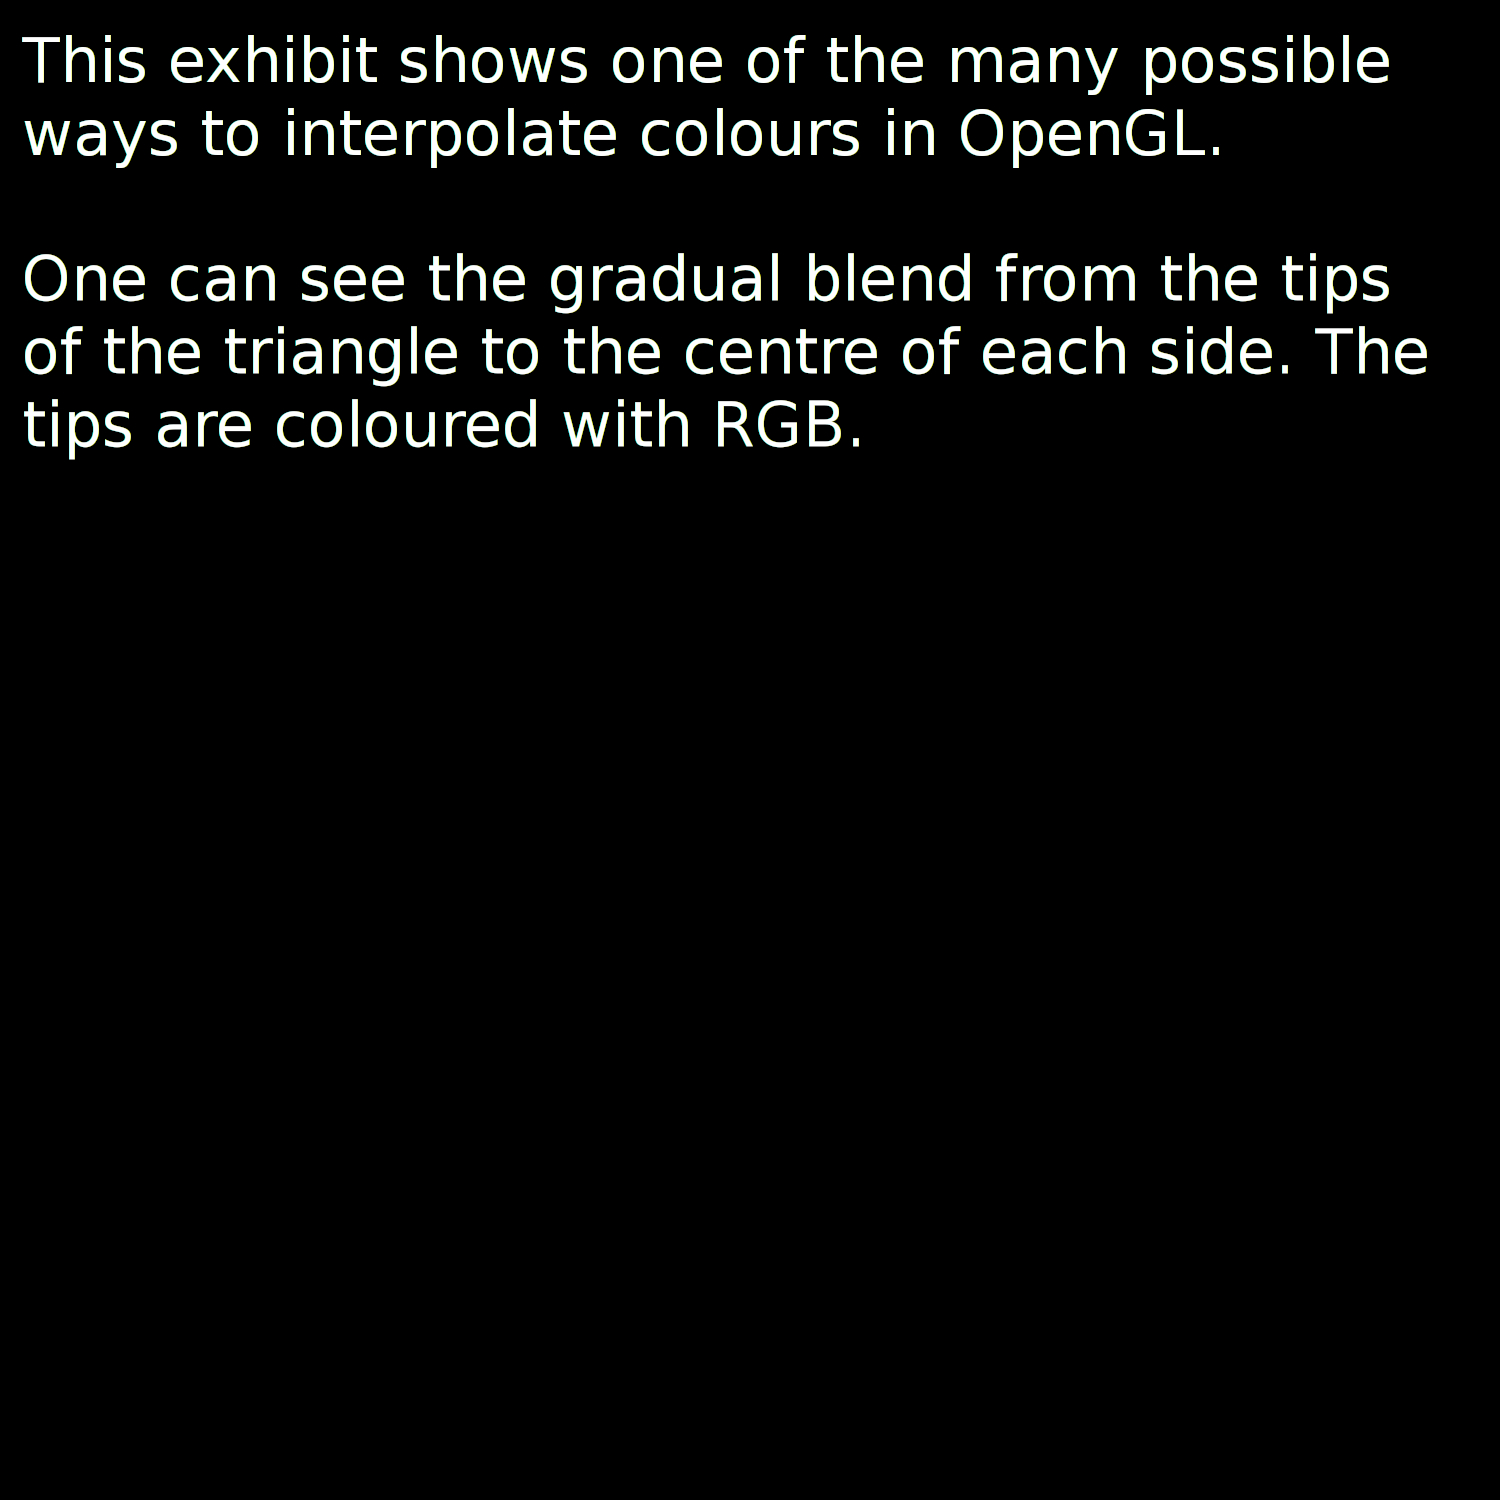 This exhibit shows one of the many possible
ways to interpolate colours in OpenGL.
One can see the gradual blend from the tips
of the triangle to the centre of each side. The
tips are coloured with RGB.